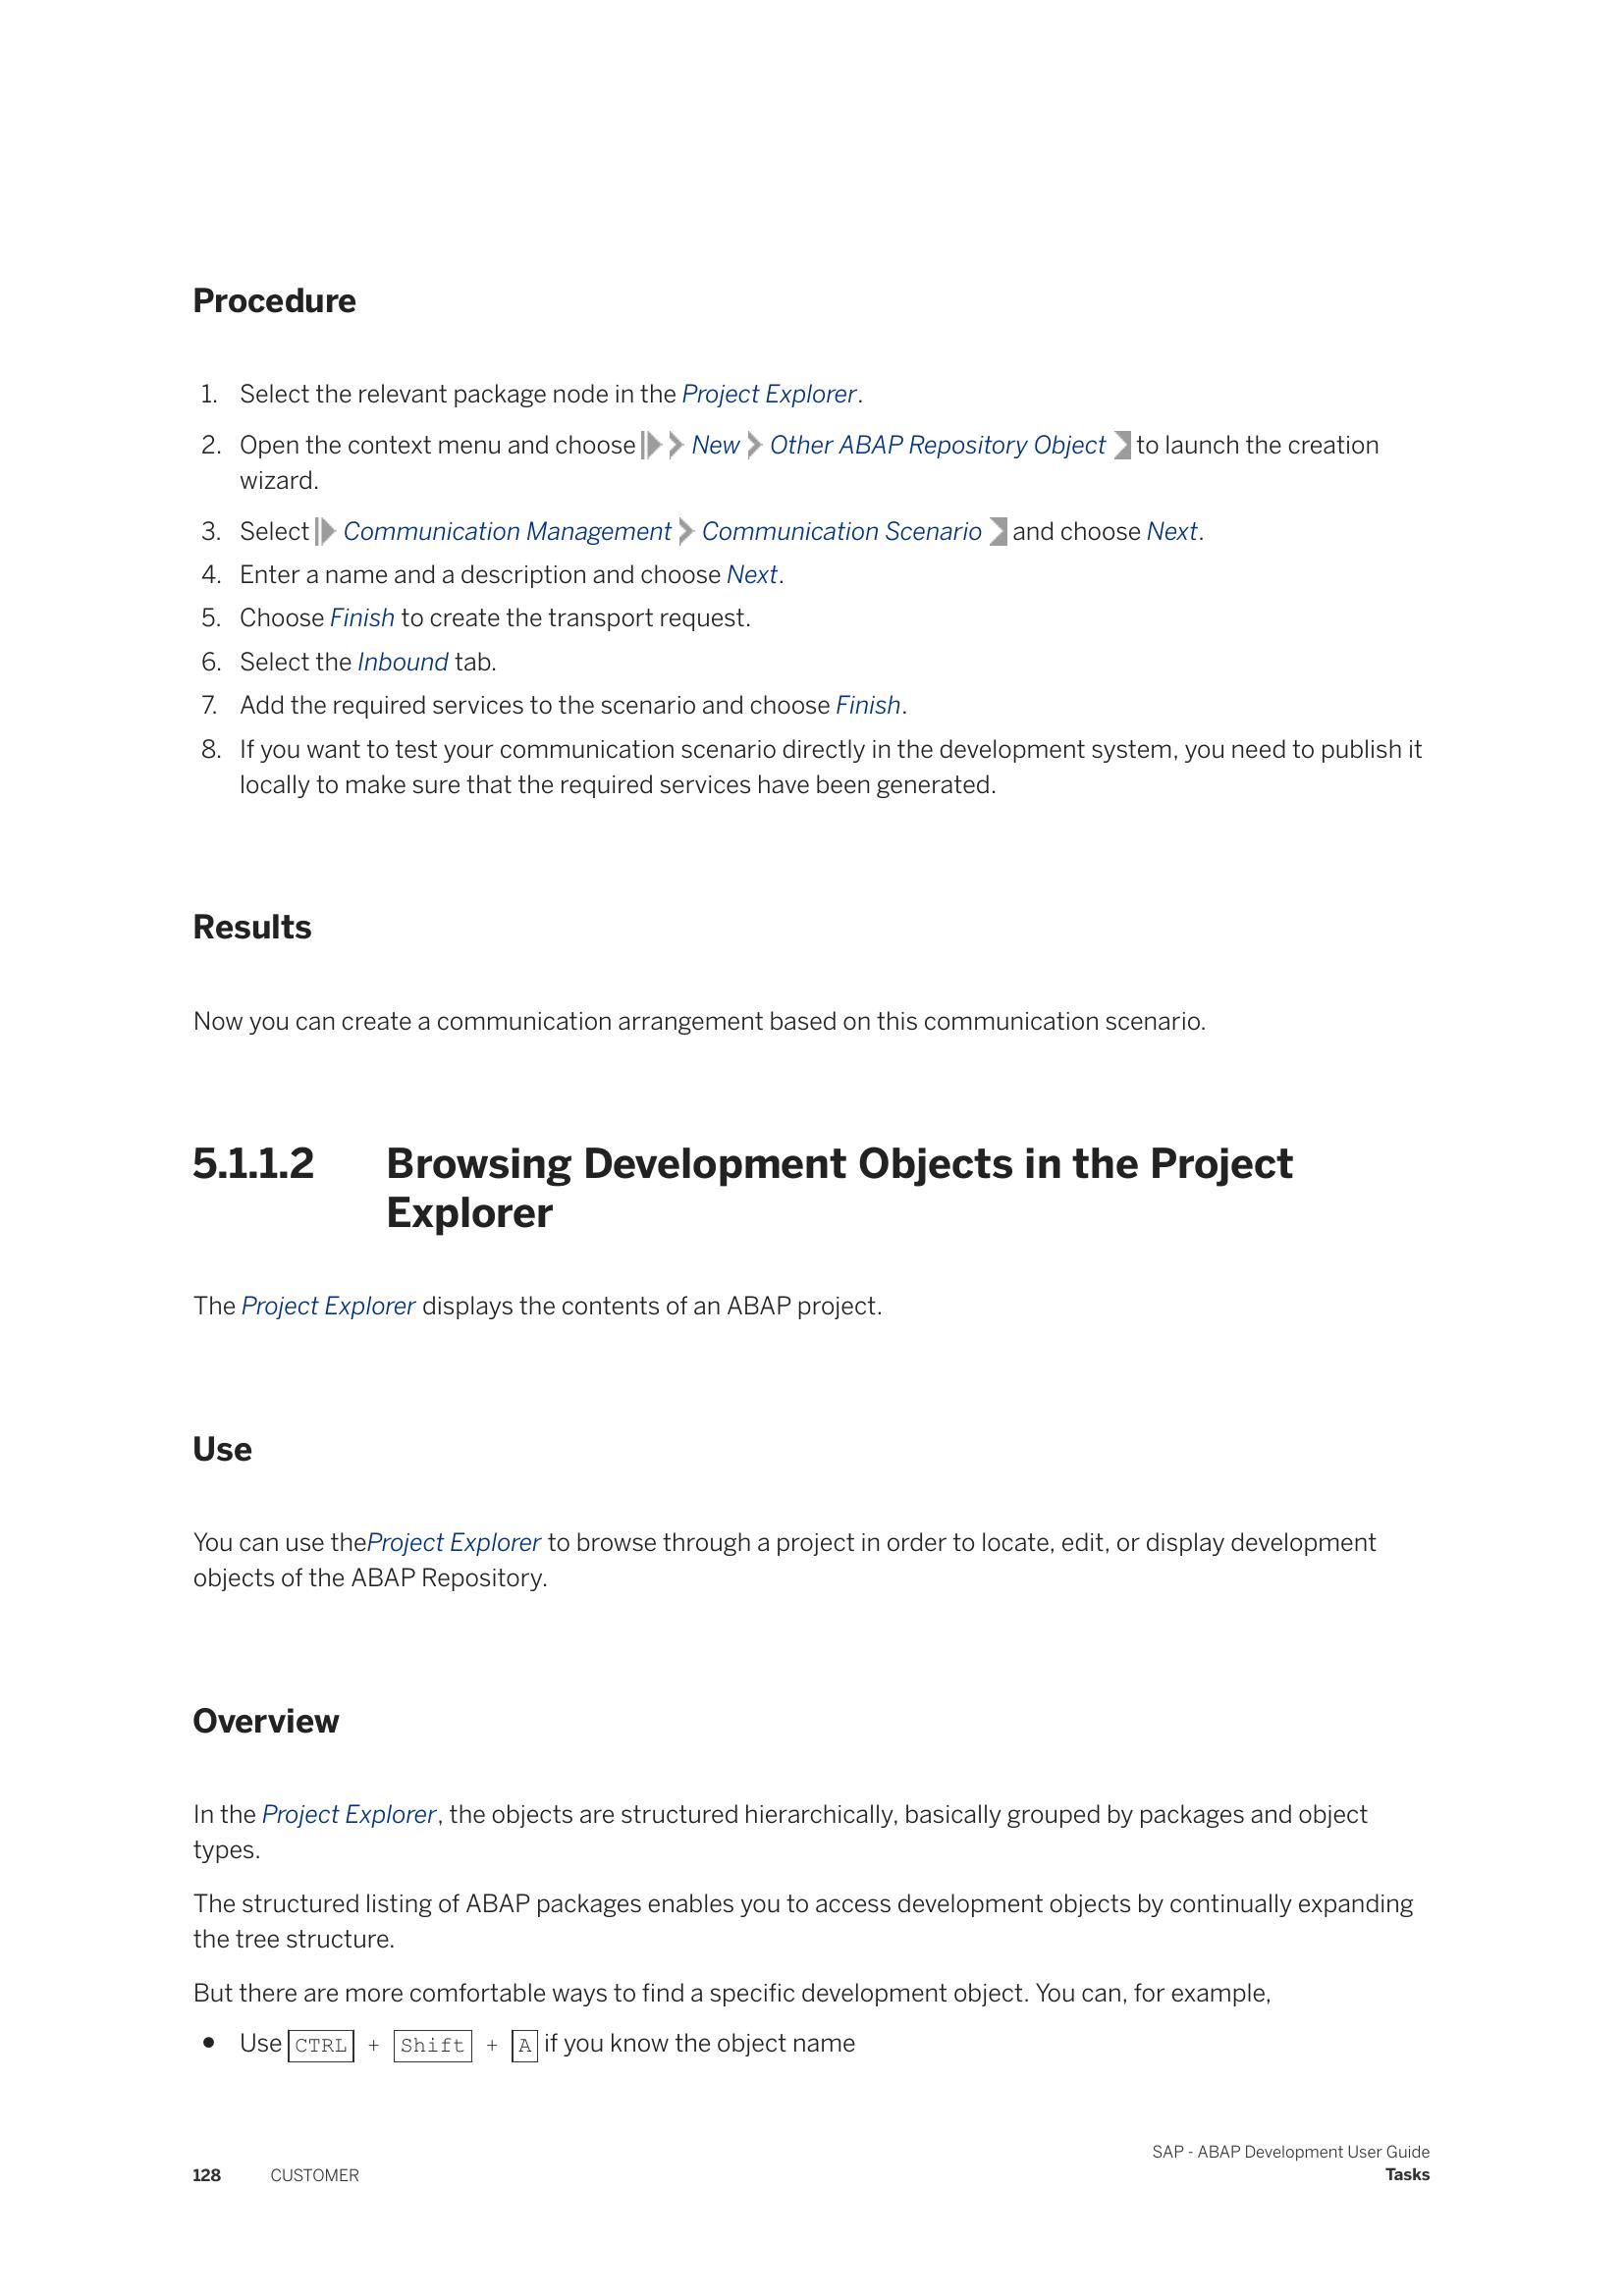 Procedure
1. Select the relevant package node in the Project Explorer.
2. Open the context menu and choose New Other ABAP Repository Object to launch the creation
wizard.
3. Select Communication Management Communication Scenario and choose Next.
4. Enter a name and a description and choose Next.
5. Choose Finish to create the transport request.
6. Select the Inbound tab.
7. Add the required services to the scenario and choose Finish.
8. If you want to test your communication scenario directly in the development system, you need to publish it
locally to make sure that the required services have been generated.
Results
Now you can create a communication arrangement based on this communication scenario.
5.1.1.2 Browsing Development Objects in the Project
Explorer
The Project Explorer displays the contents of an ABAP project.
Use
You can use theProject Explorer to browse through a project in order to locate, edit, or display development
objects of the ABAP Repository.
Overview
In the Project Explorer, the objects are structured hierarchically, basically grouped by packages and object
types.
The structured listing of ABAP packages enables you to access development objects by continually expanding
the tree structure.
But there are more comfortable ways to find a specific development object. You can, for example,
● Use CTRL + Shift + A if you know the object name
SAP - ABAP Development User Guide
128 CUSTOMER Tasks